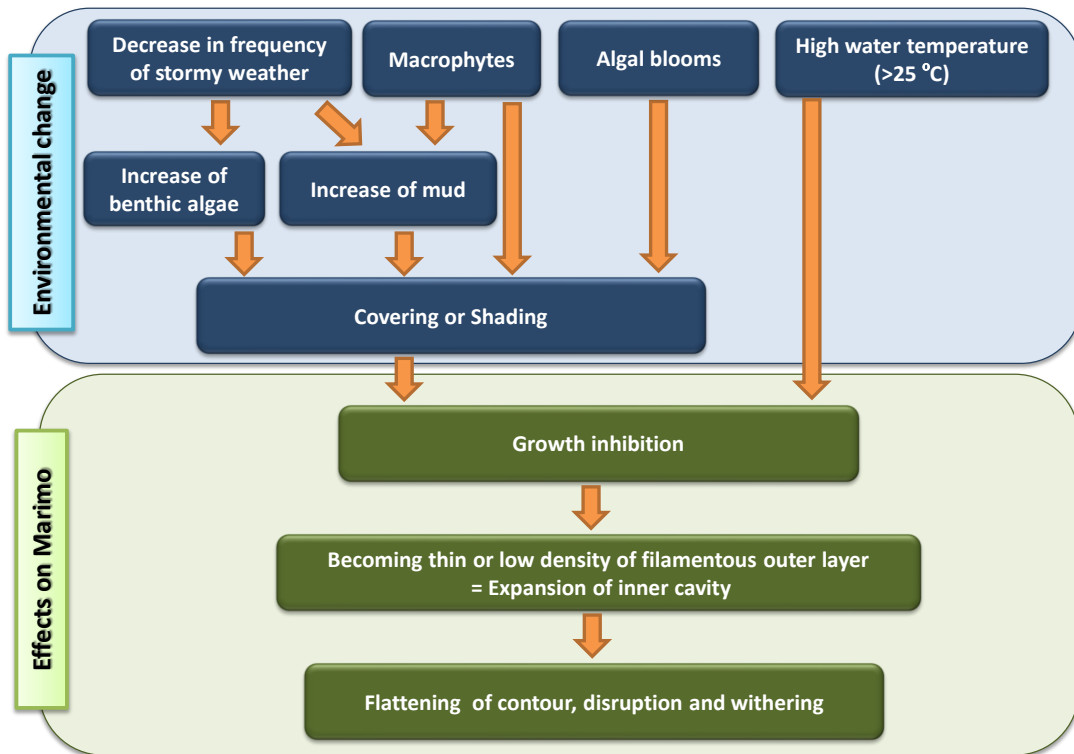 Environmental change
Decrease in frequency
of stormy weather
Macrophytes
Algal blooms
High water temperature
(>25 °C)
Increase of
benthic algae
Increase of mud
Covering or Shading
Effects on Marimo
Growth inhibition
Becoming thin or low density of filamentous outer layer
= Expansion of inner cavity
Flattening of contour, disruption and withering